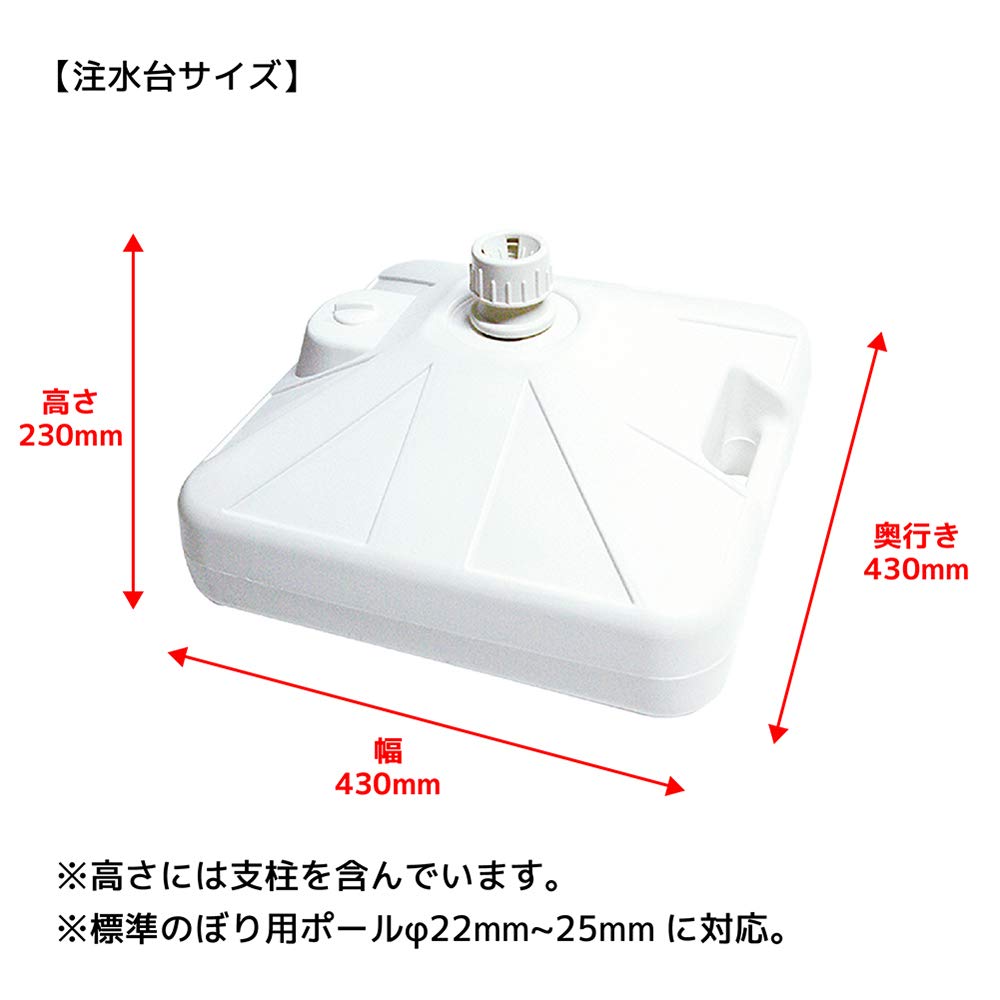 【注水台サイズ】
高さ
230mm
奥行き
430mm
幅
430mm
※高さには支柱を含んでいます。
※標準のぼり用ポールφ22mm~25mm に対応。